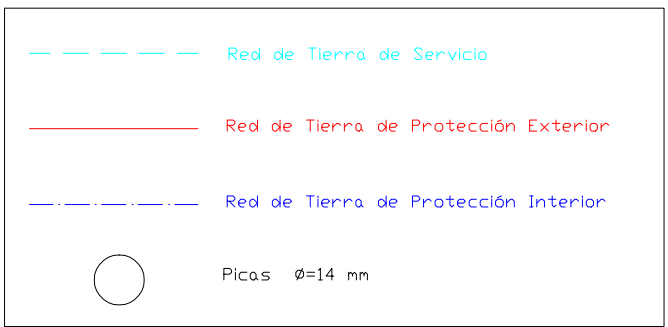 Red de Tierra de Servicio
Red de Tierra de Protección Exterior
Red de Tierra de Protección Interior
Picas Ø=14 mm